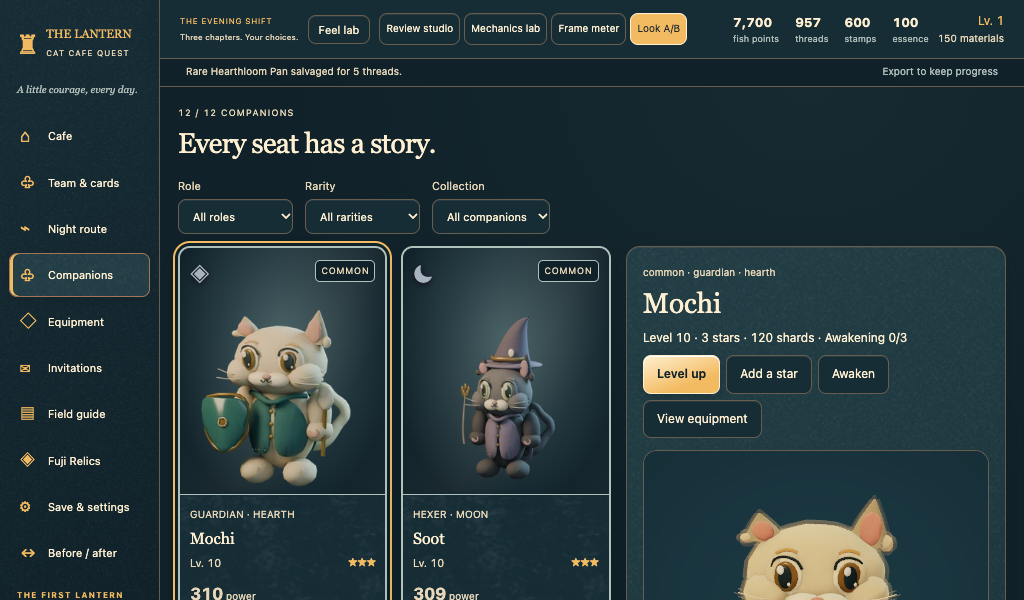 THE LANTERN
CAT CAFE QUEST
A little courage, every day.
Cafe
Team & cards
Night route
Companions
Equipment
Invitations
Field guide
Fuji Relics
Save & settings
Before / after
THE FIRST LANTERN
THE EVENING SHIFT
Three chapters. Your choices.
Feel lab
Review studio
Mechanics lab
Frame meter
Look A/B
7,700
fish points
957
threads
600
stamps
100
essence
Lv. 1
150 materials
Rare Hearthloom Pan salvaged for 5 threads.
Export to keep progress
12 / 12 COMPANIONS
Every seat has a story.
Role
Rarity
Collection
All roles
All rarities
All companions
COMMON
GUARDIAN · HEARTH
Mochi
Lv. 10
310 power
COMMON
HEXER · MOON
Soot
Lv. 10
309 power
common · guardian · hearth
Mochi
Level 10 · 3 stars · 120 shards · Awakening 0/3
Level up
Add a star
Awaken
View equipment